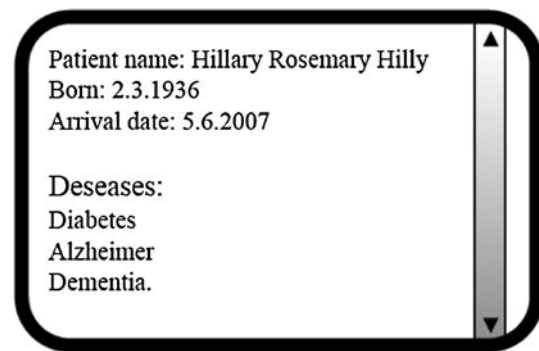 Patient name: Hillary Rosemary Hilly
Born: 2.3.1936
Arrival date: 5.6.2007
Deseases:
Diabetes
Alzheimer
Dementia.